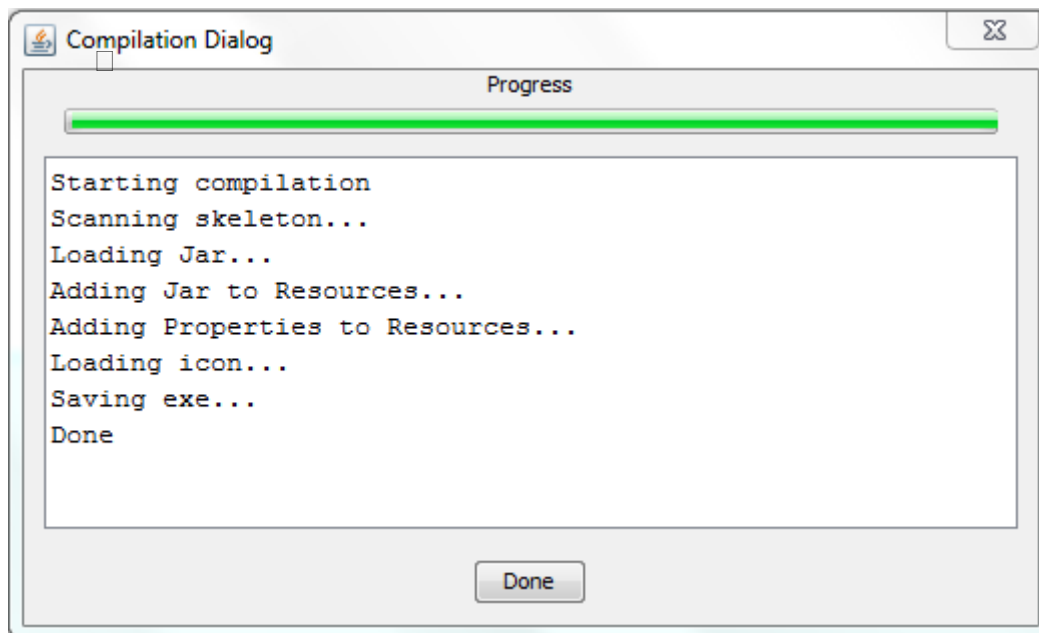 Compilation Dialog
Progress
Starting compilation
Scanning skeleton...
Loading Jar...
Adding Jar to Resources...
Adding Properties to Resources...
Loading icon...
Saving exe...
Done
Done